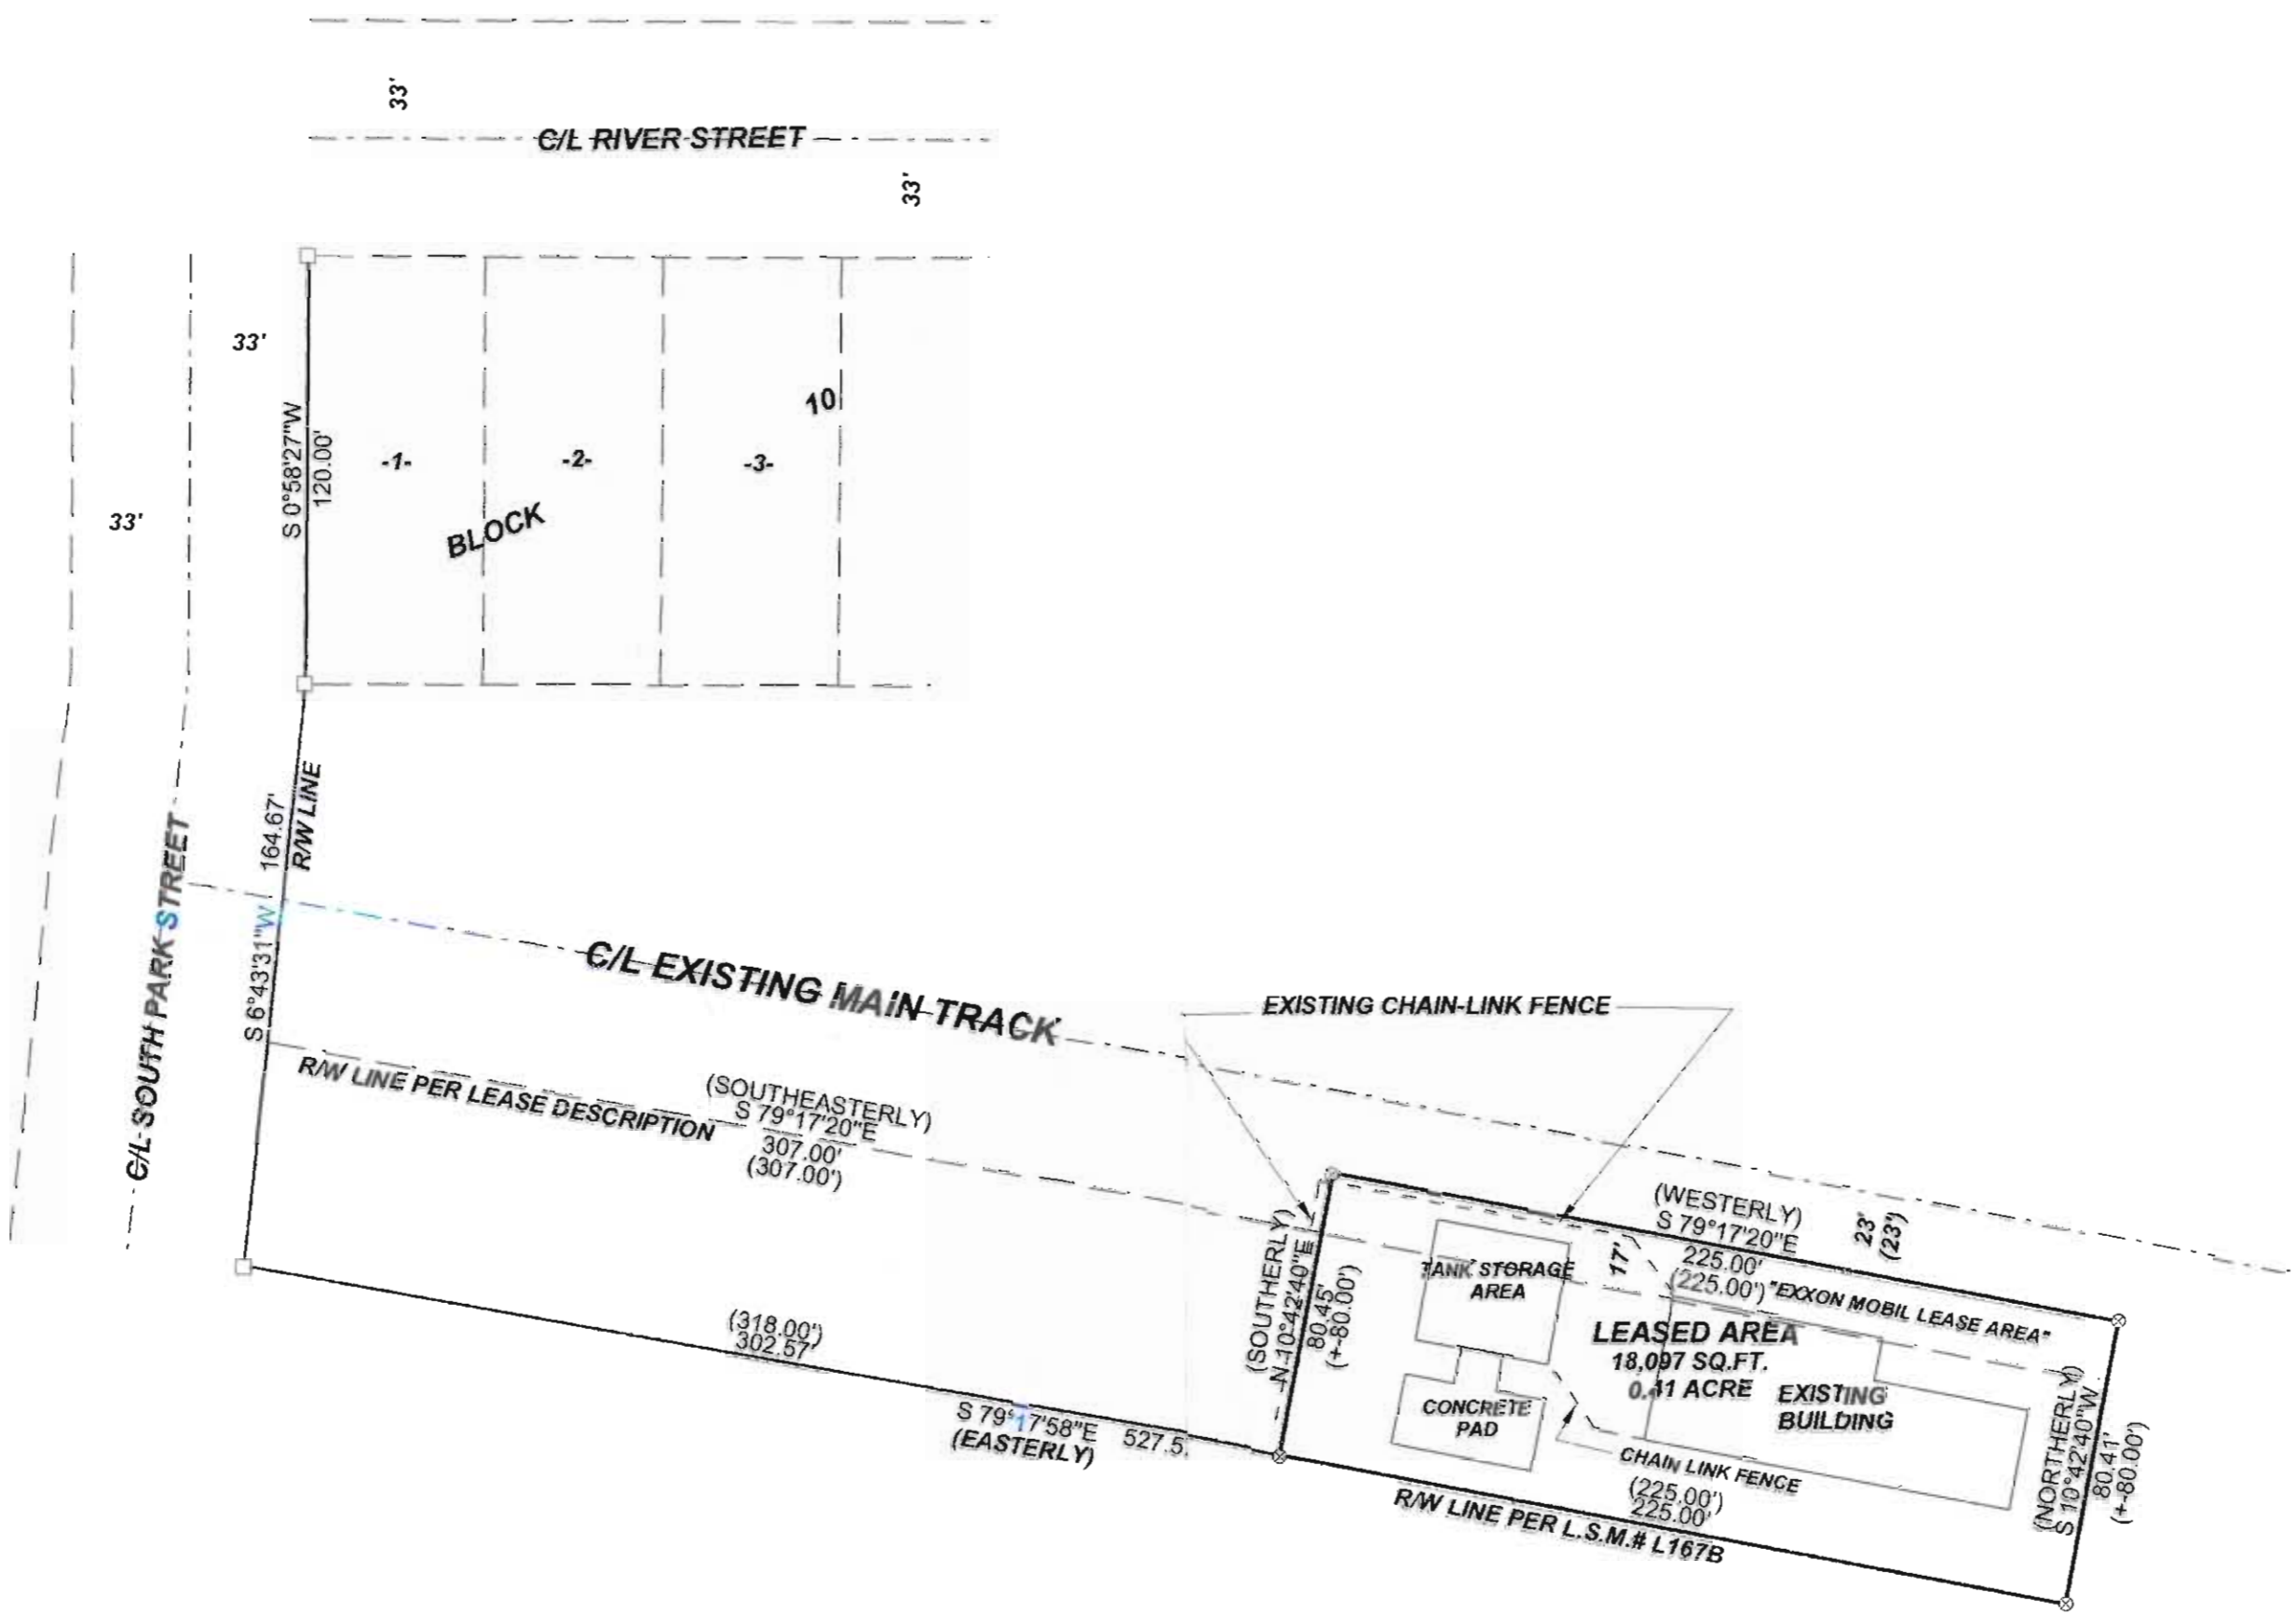 33'
C/L RIVER STREET
33'
33'
S 0°58'27"W
120.00'
-1-
-2-
-3-
10
BLOCK
33'
164.67'
R/W LINE
S 6°43'31"W
C/L SOUTH PARK STREET
C/L EXISTING MAIN TRACK
EXISTING CHAIN-LINK FENCE
R/W LINE PER LEASE DESCRIPTION
(SOUTHEASTERLY)
S 79°17'20"E
307.00'
(307.00')
(WESTERLY)
S 79°17'20"E
225.00'
(225.00')
"EXXON MOBIL LEASE AREA"
23'
(23')
17'
(SOUTHERLY)
N 10°42'40"E
80.45'
(+-80.00')
TANK STORAGE
AREA
LEASED AREA
18,097 SQ.FT.
0.41 ACRE
EXISTING
BUILDING
CONCRETE
PAD
CHAIN LINK FENCE
(NORTHERLY)
S 10°42'40"W
80.41'
(+-80.00')
(318.00')
302.57'
S 79°17'58"E
527.5
(EASTERLY)
(225.00')
225.00'
R/W LINE PER L.S.M.# L167B